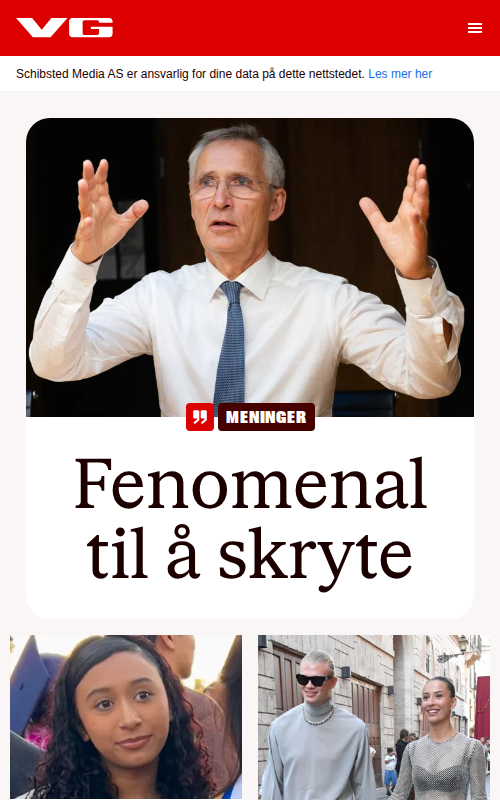 VG
Schibsted Media AS er ansvarlig for dine data på dette nettstedet. Les mer her
MENINGER
Fenomenal
til å skryte